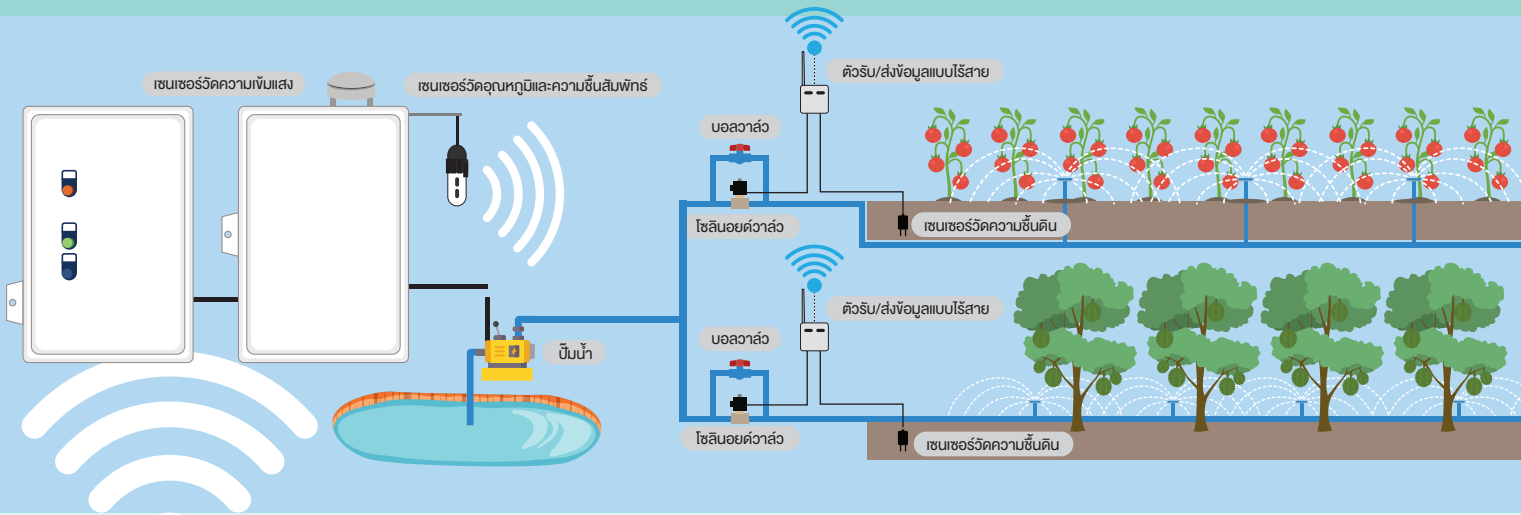 เซนเซอร์วัดความเข้มแสง
เซนเซอร์วัดอุณหภูมิและความชื้นสัมพัทธ์
ตัวรับ/ส่งข้อมูลแบบไร้สาย
บอลวาล์ว
โซลินอยด์วาล์ว
เซนเซอร์วัดความชื้นดิน
ตัวรับ/ส่งข้อมูลแบบไร้สาย
บอลวาล์ว
ปั๊มน้ำ
โซลินอยด์วาล์ว
เซนเซอร์วัดความชื้นดิน